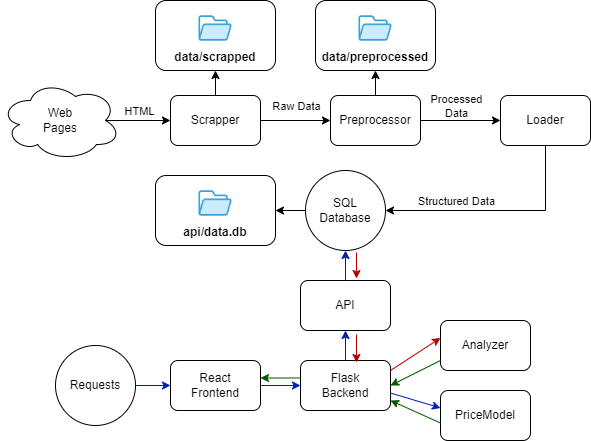 data/scrapped
data/preprocessed
Web
Pages
HTML
Scrapper
Raw Data
Preprocessor
Processed
Data
Loader
api/data.db
SQL
Database
Structured Data
API
Requests
React
Frontend
Flask
Backend
Analyzer
PriceModel